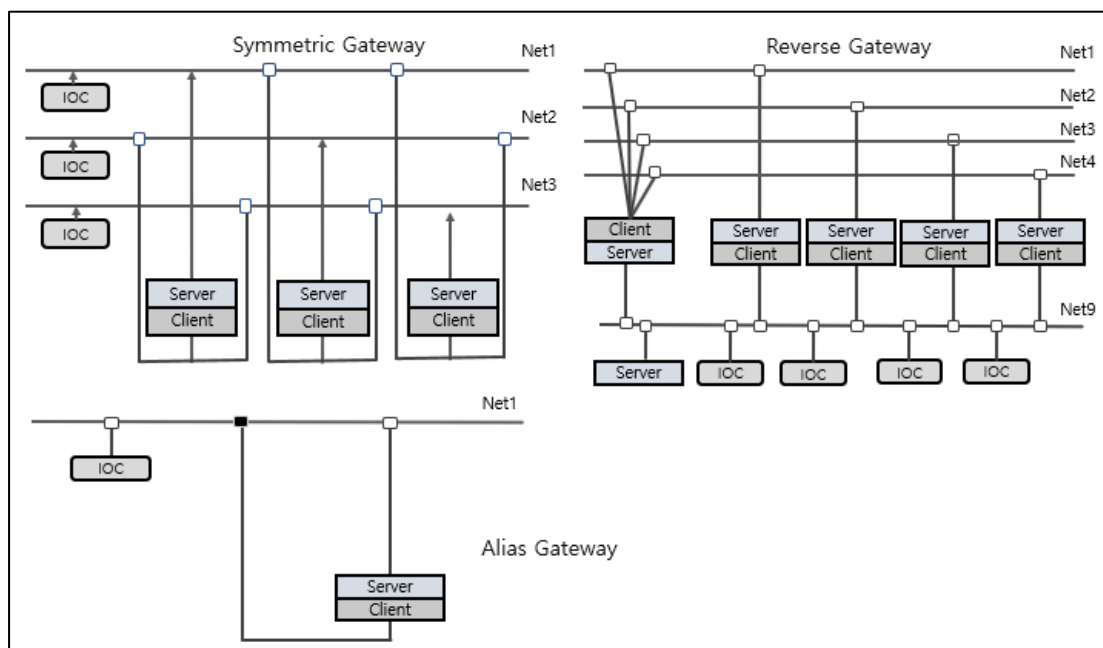 Symmetric Gateway
Net1
IOC
Net2
IOC
Net3
IOC
Server
Client
Server
Client
Server
Client
Reverse Gateway
Net1
Net2
Net3
Net4
Client
Server
Server
Client
Server
Client
Server
Client
Server
Client
Net9
Server
IOC
IOC
IOC
IOC
Net1
IOC
Alias Gateway
Server
Client